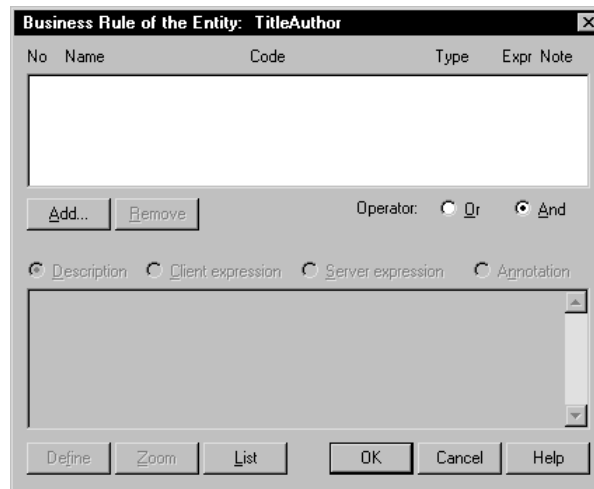 Business Rule of the Entity: TitleAuthor
No Name Code Type Expr Note
Add... Remove Operator: Or And
Description Client expression Server expression Annotation
Define Zoom List OK Cancel Help